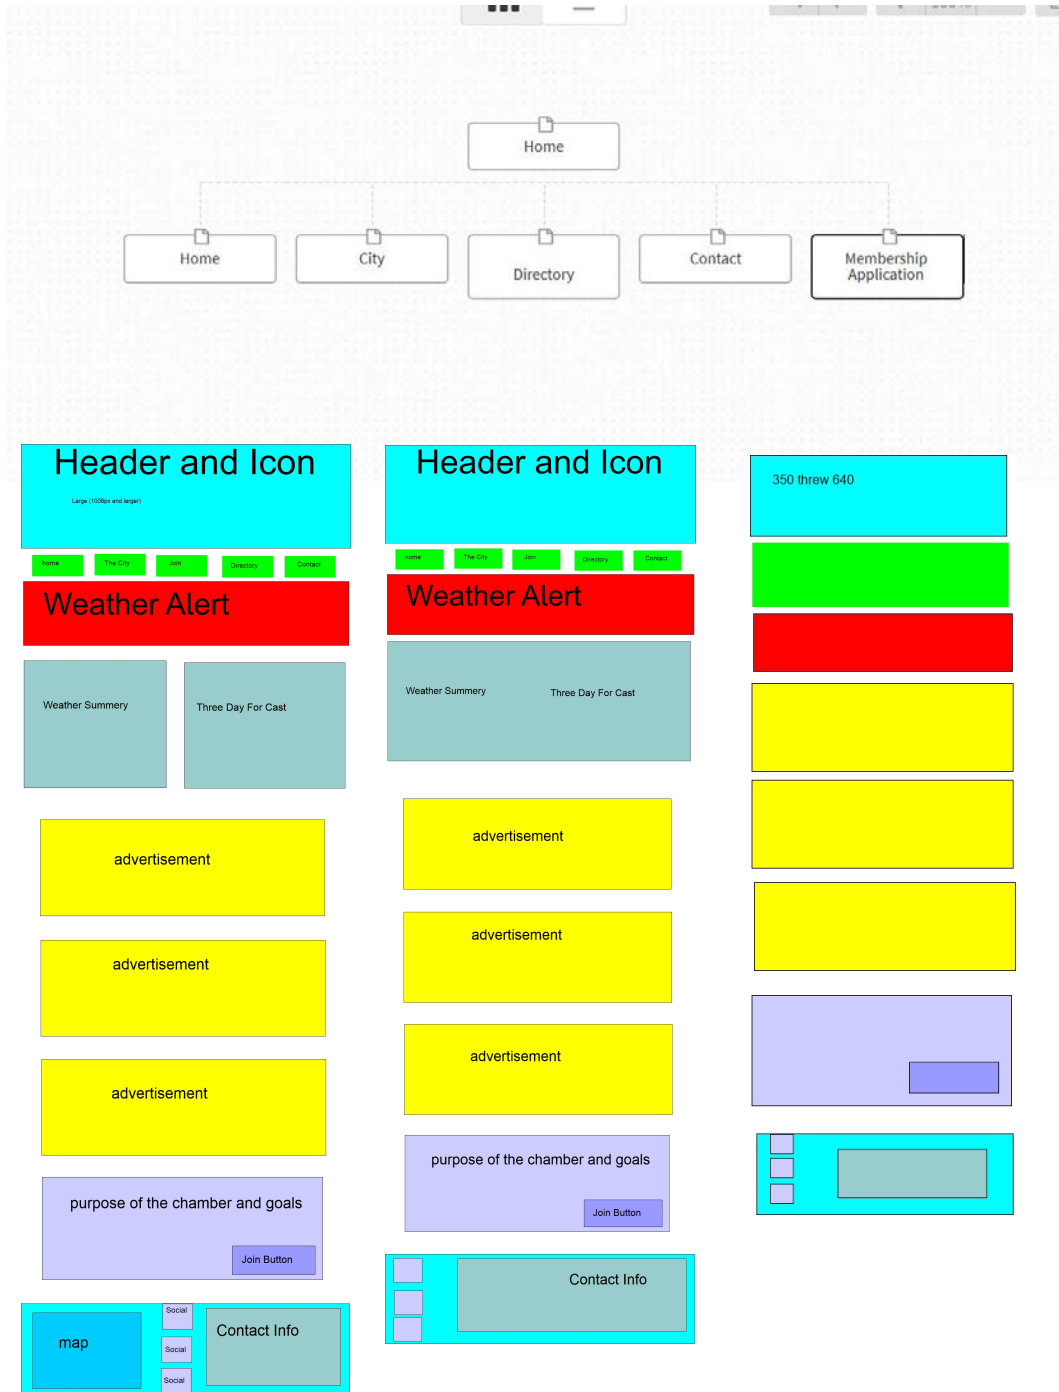 Home
Home
City
Directory
Contact
Membership
Application
Header and Icon
Large (1008px and larger)
home
The City
Join
Directory
Contact
Weather Alert
Weather Summery
Three Day For Cast
advertisement
advertisement
advertisement
purpose of the chamber and goals
Join Button
map
Social
Social
Social
Contact Info
Header and Icon
home
The City
Join
Directory
Contact
Weather Alert
Weather Summery
Three Day For Cast
advertisement
advertisement
advertisement
purpose of the chamber and goals
Join Button
Contact Info
350 threw 640